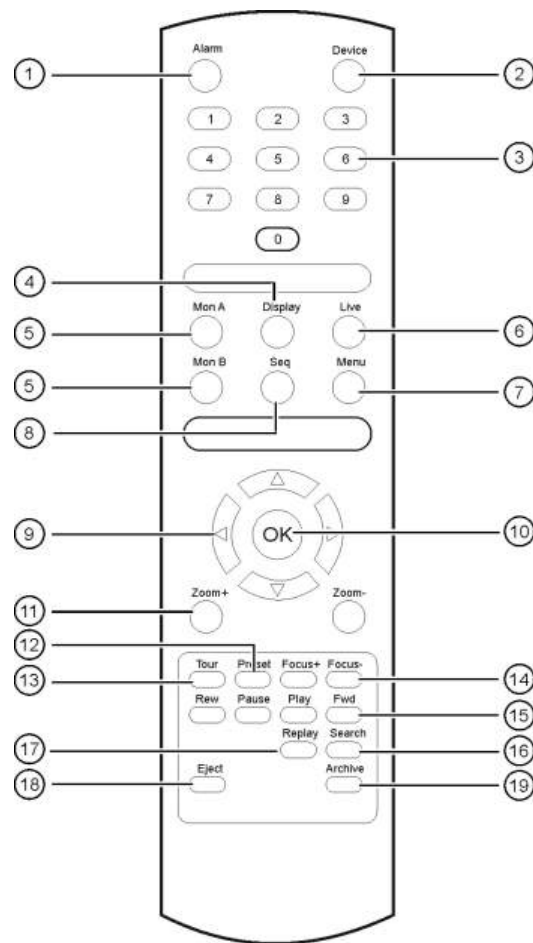 Alarm Device
1 2
1 2 3
4 5 6 3
7 8 9
0
4
Mon A Display Live
5 6
Mon B Seq Menu
5 7
8
9 OK 10
Zoom+ Zoom-
11
12
Tour Preset Focus+ Focus-
13 14
Rew Pause Play Fwd
15
Replay Search
17 16
Eject Archive
18 19